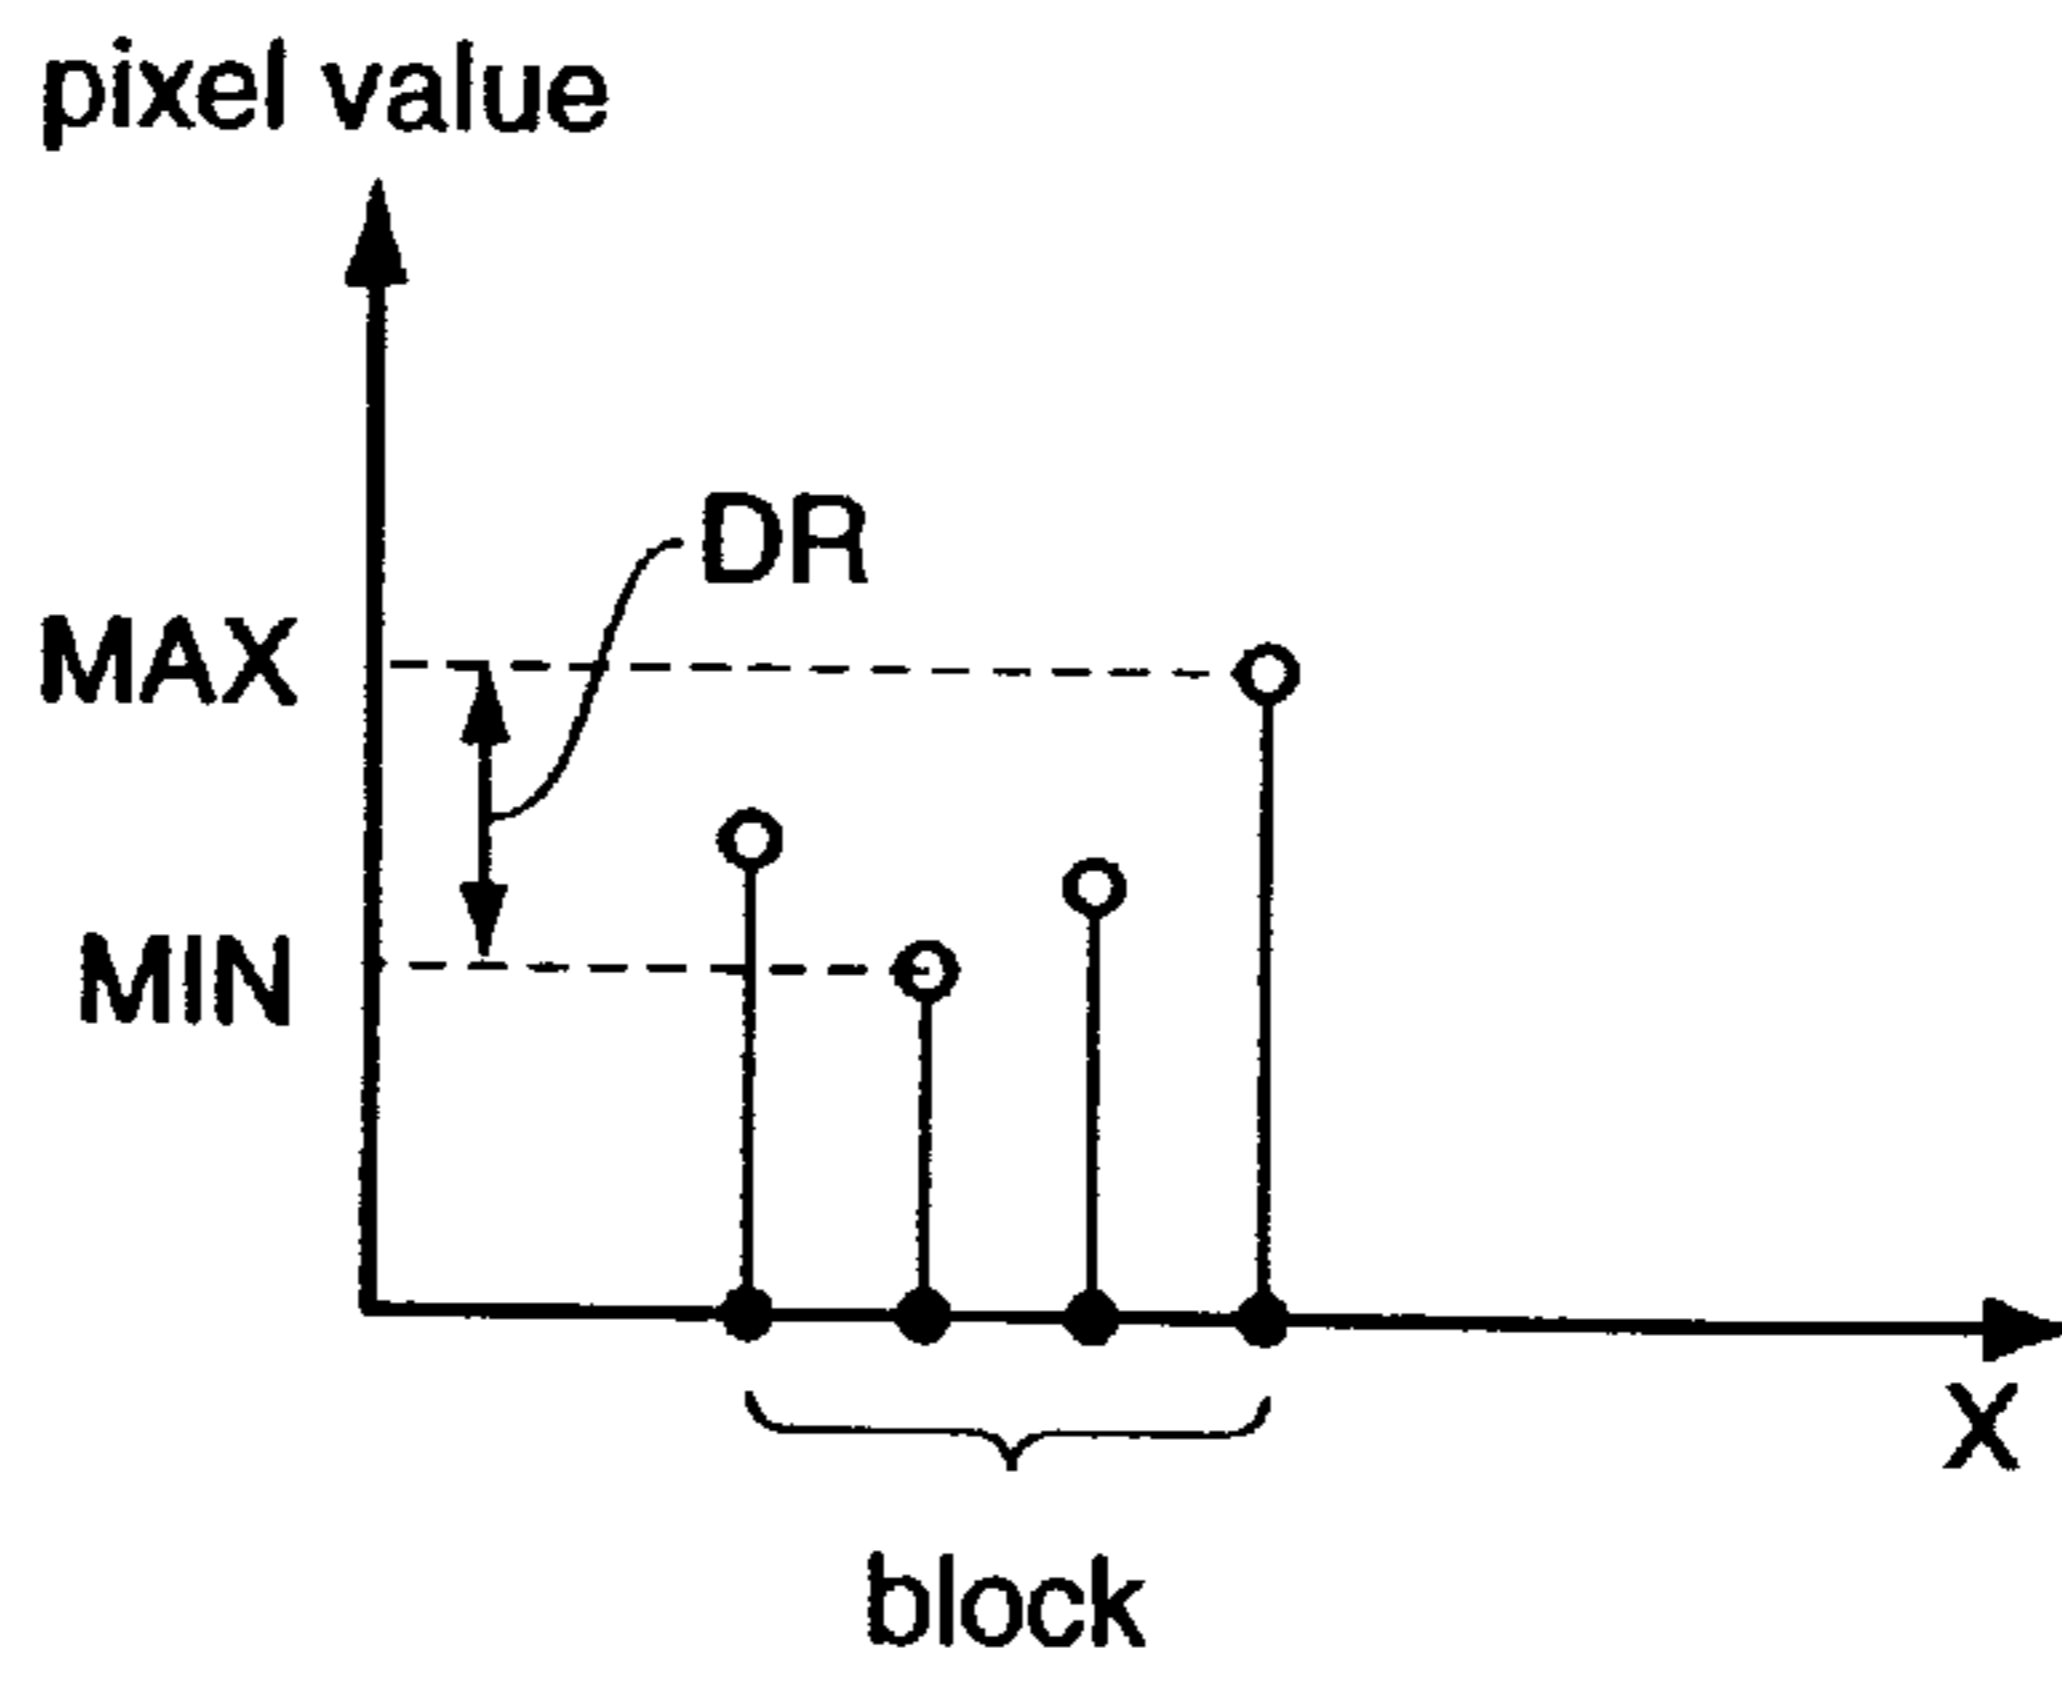 pixel value
DR
MAX
MIN
X
block